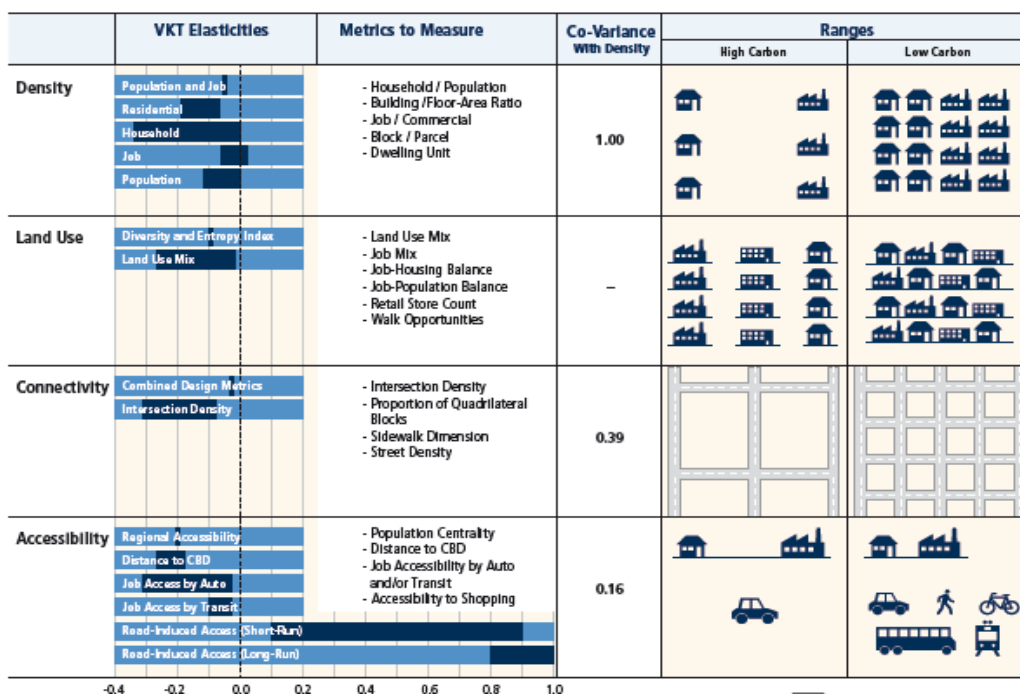 VKT Elasticities
Metrics to Measure
Co-Variance
With Density
Ranges
High Carbon
Low Carbon
Density
Population and Job
Residential
Household
Job
Population
- Household / Population
- Building /Floor-Area Ratio
- Job / Commercial
- Block / Parcel
- Dwelling Unit
1.00
Land Use
Diversity and Entropy Index
Land Use Mix
- Land Use Mix
- Job Mix
- Job-Housing Balance
- Job-Population Balance
- Retail Store Count
- Walk Opportunities
–
Connectivity
Combined Design Metrics
Intersection Density
- Intersection Density
- Proportion of Quadrilateral
Blocks
- Sidewalk Dimension
- Street Density
0.39
Accessibility
Regional Accessibility
Distance to CBD
Job Access by Auto
Job Access by Transit
Road-Induced Access (Short-Run)
Road-Induced Access (Long-Run)
- Population Centrality
- Distance to CBD
- Job Accessibility by Auto
and/or Transit
- Accessibility to Shopping
0.16
-0.4 -0.2 0.0 0.2 0.4 0.6 0.8 1.0